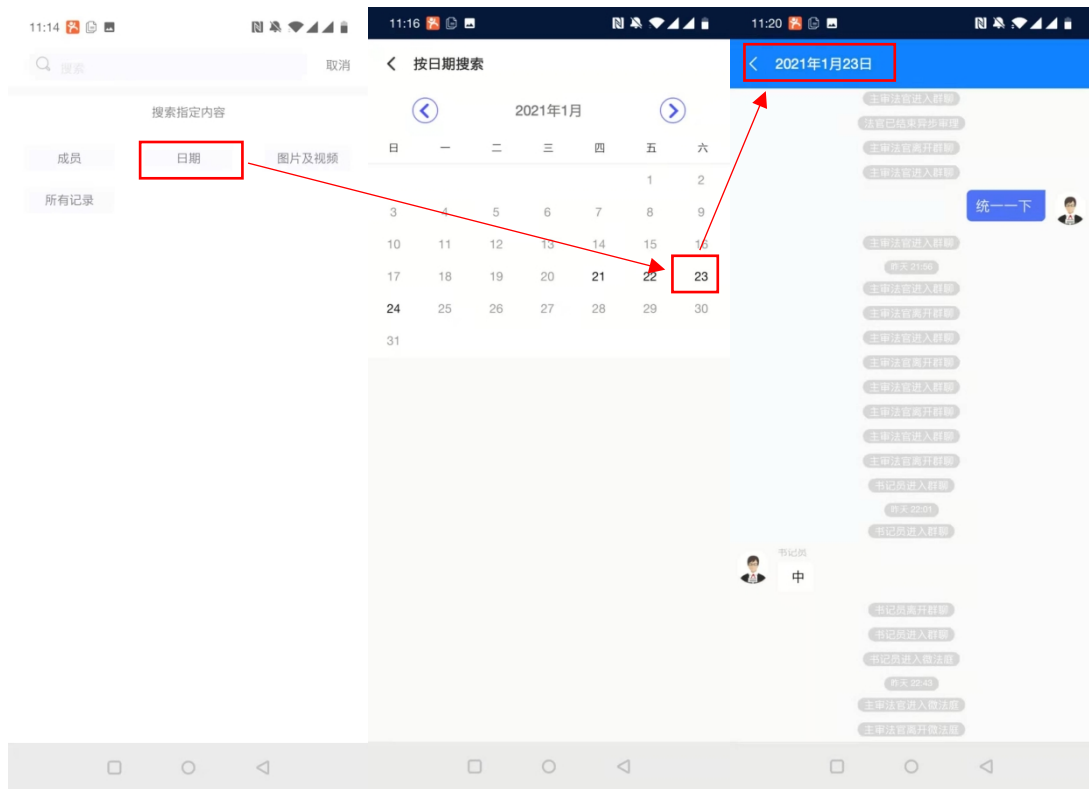 11:14
搜索
取消
搜索指定内容
成员
日期
图片及视频
所有记录
11:16
按日期搜索
2021年1月
日 一 二 三 四 五 六
1 2
3 4 5 6 7 8 9
10 11 12 13 14 15 16
17 18 19 20 21 22 23
24 25 26 27 28 29 30
31
11:20
2021年1月23日
主审法官进入群聊
法官已结束异步审理
主审法官离开群聊
主审法官进入群聊
统一一下
主审法官进入群聊
昨天 21:56
主审法官进入群聊
主审法官离开群聊
主审法官进入群聊
主审法官离开群聊
主审法官进入群聊
主审法官离开群聊
主审法官进入群聊
主审法官离开群聊
书记员进入群聊
昨天 22:01
书记员进入群聊
书记员
中
书记员离开群聊
书记员进入群聊
书记员进入微法庭
昨天 22:43
主审法官进入微法庭
主审法官离开微法庭